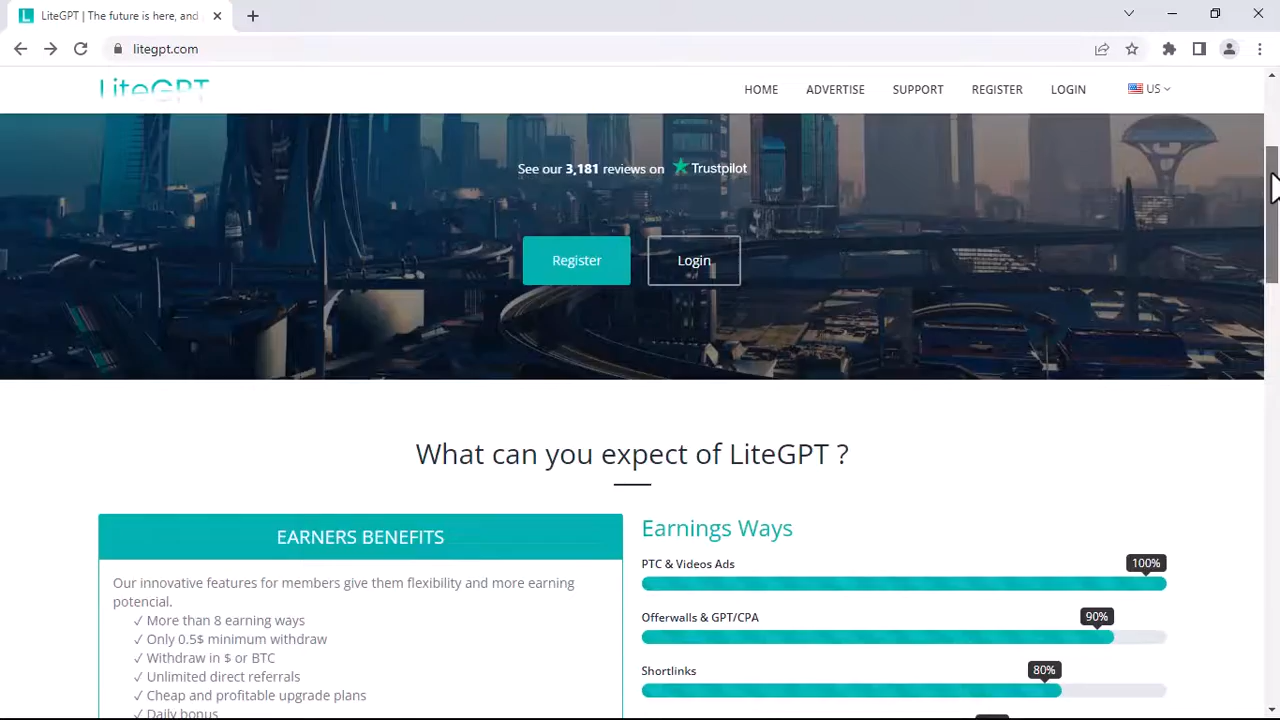 LiteGPT | The future is here, and
litegpt.com
LiteGPT
HOME
ADVERTISE
SUPPORT
REGISTER
LOGIN
US
See our 3,181 reviews on Trustpilot
Register
Login
What can you expect of LiteGPT ?
EARNERS BENEFITS
Our innovative features for members give them flexibility and more earning
potencial.
✓ More than 8 earning ways
✓ Only 0.5$ minimum withdraw
✓ Withdraw in $ or BTC
✓ Unlimited direct referrals
✓ Cheap and profitable upgrade plans
✓ Daily bonus
Earnings Ways
PTC & Videos Ads
100%
Offerwalls & GPT/CPA
90%
Shortlinks
80%